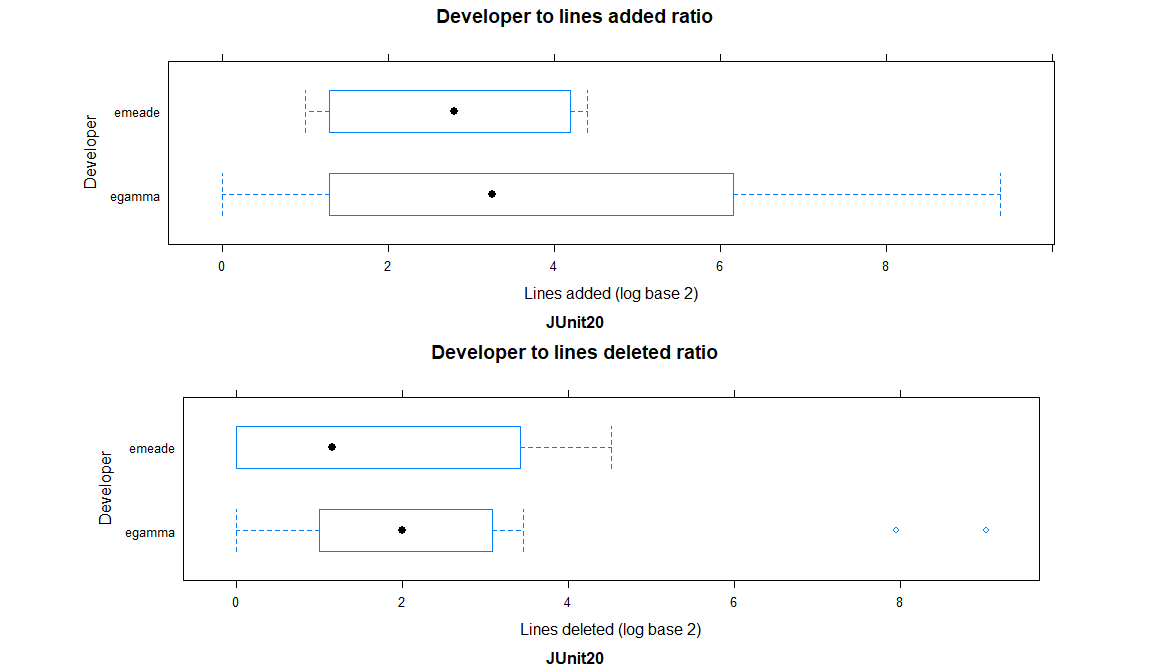 Developer to lines added ratio
Developer
emeade
egamma
0 2 4 6 8
Lines added (log base 2)
JUnit20
Developer to lines deleted ratio
Developer
emeade
egamma
0 2 4 6 8
Lines deleted (log base 2)
JUnit20